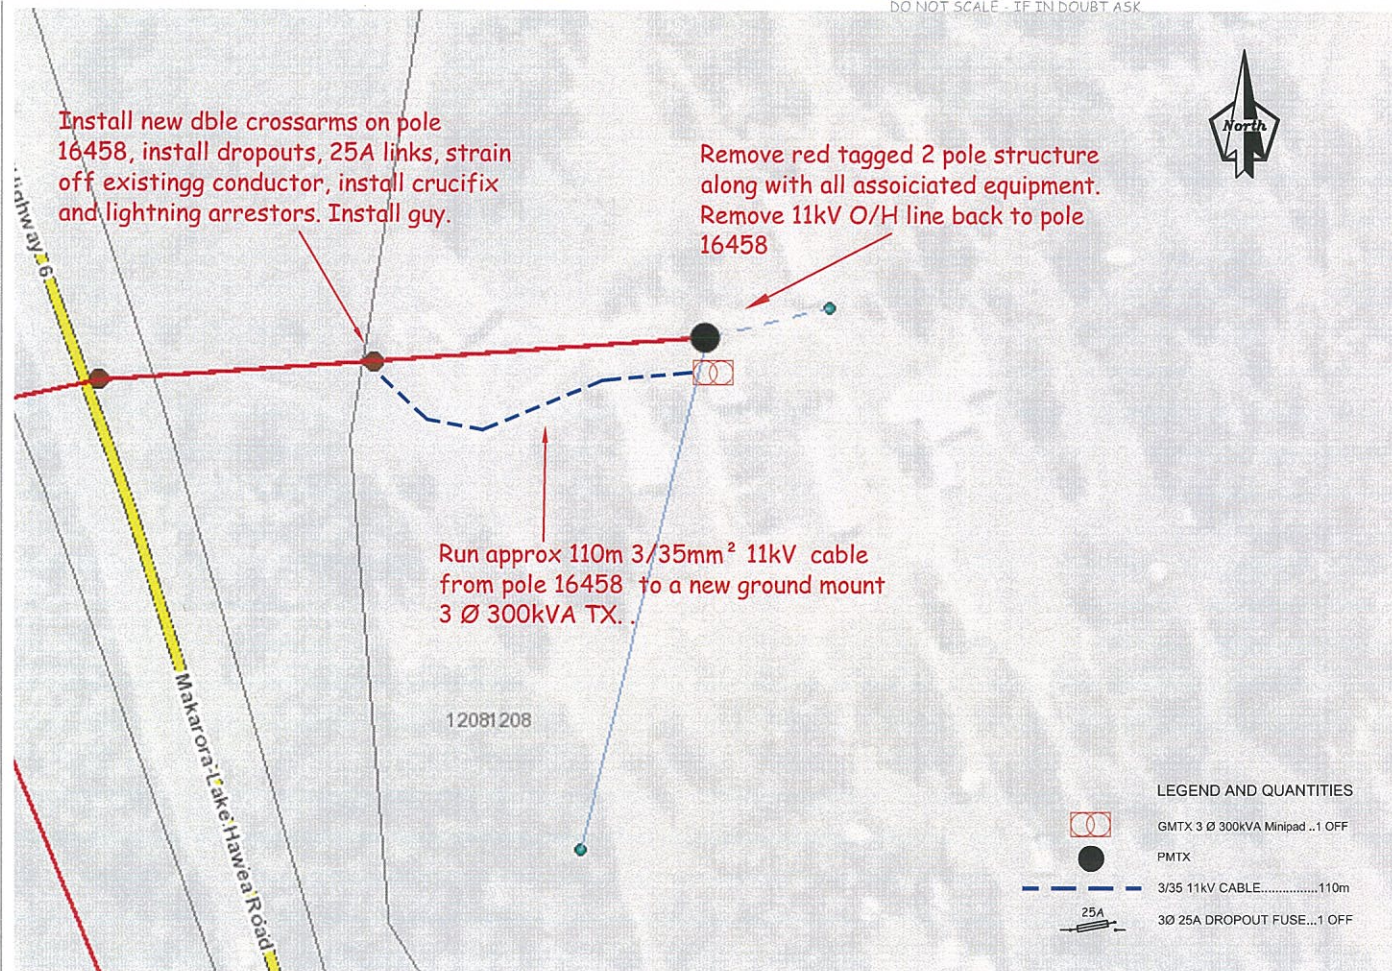 DO NOT SCALE - IF IN DOUBT ASK
Install new dble crossarms on pole
16458, install dropouts, 25A links, strain
off existingg conductor, install crucifix
and lightning arrestors. Install guy.
Remove red tagged 2 pole structure
along with all assoiciated equipment.
Remove 11kV O/H line back to pole
16458
North
Highway: 6
Run approx 110m 3/35mm² 11kV cable
from pole 16458 to a new ground mount
3 Ø 300kVA TX. .
12081208
Makarora-Lake Hawea Road
LEGEND AND QUANTITIES
GMTX 3 Ø 300kVA Minipad ..1 OFF
PMTX
3/35 11kV CABLE...............110m
25A
3Ø 25A DROPOUT FUSE...1 OFF